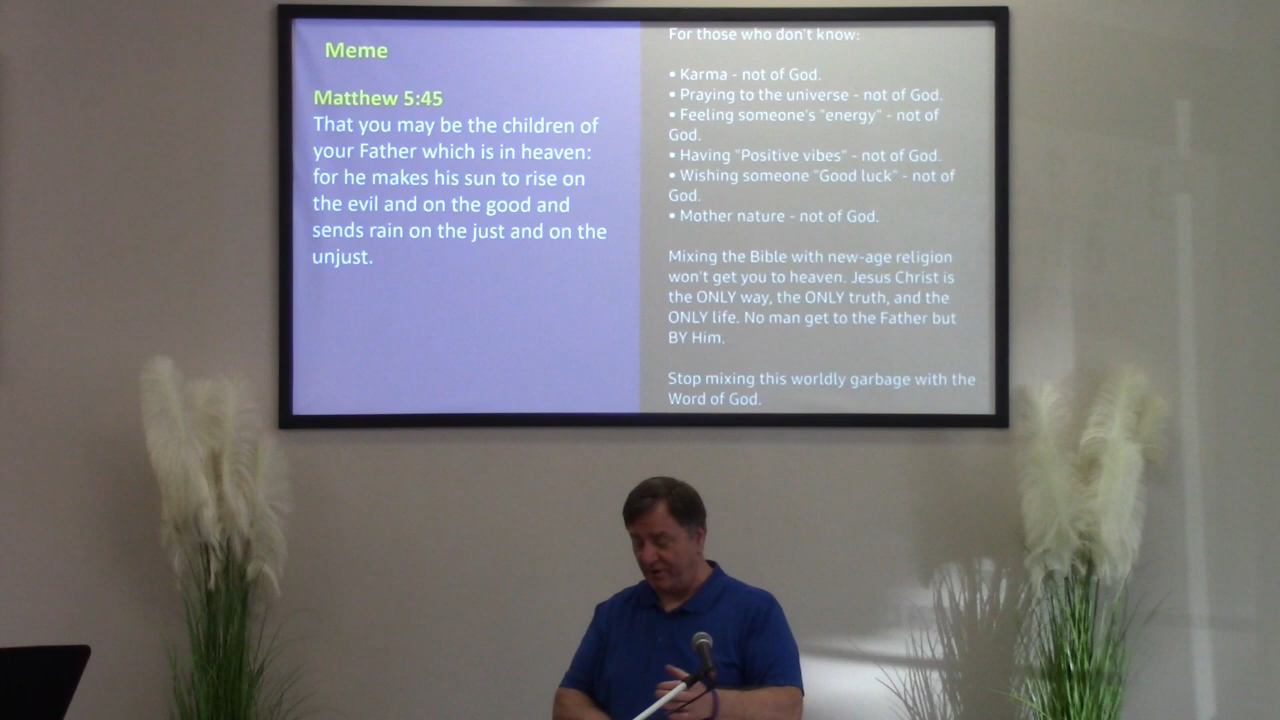 Meme
Matthew 5:45
That you may be the children of
your Father which is in heaven:
for he makes his sun to rise on
the evil and on the good and
sends rain on the just and on the
unjust.
For those who don't know:
• Karma - not of God.
• Praying to the universe - not of God.
• Feeling someone's "energy" - not of
God.
• Having "Positive vibes" - not of God.
• Wishing someone "Good luck" - not of
God.
• Mother nature - not of God.
Mixing the Bible with new-age religion
won't get you to heaven. Jesus Christ is
the ONLY way, the ONLY truth, and the
ONLY life. No man get to the Father but
BY Him.
Stop mixing this worldly garbage with the
Word of God.